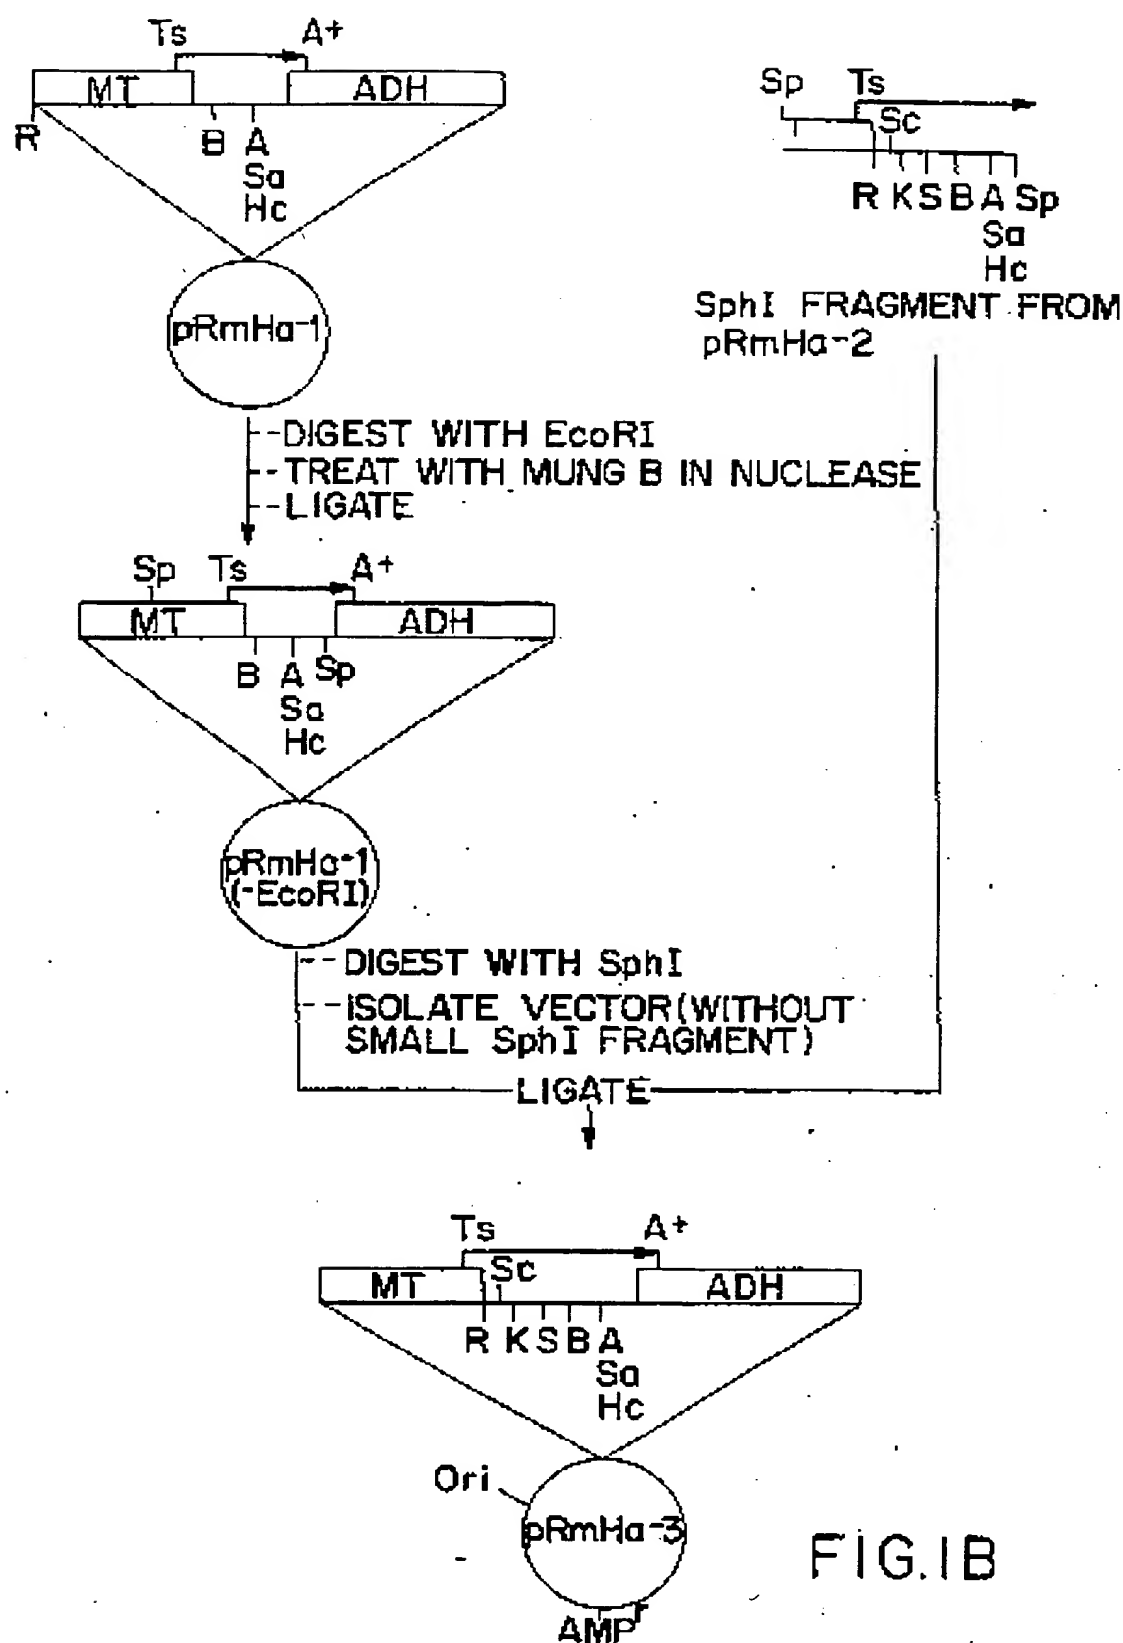 Ts A+
MT ADH
R B A
Sa
Hc
pRmHa-1
Sp Ts
Sc
R K S B A Sp
Sa
Hc
SphI FRAGMENT FROM
pRmHa-2
DIGEST WITH EcoRI
TREAT WITH MUNG B IN NUCLEASE
LIGATE
Sp Ts A+
MT ADH
B A Sp
Sa
Hc
pRmHa-1
(-EcoRI)
DIGEST WITH SphI
ISOLATE VECTOR(WITHOUT
SMALL SphI FRAGMENT)
LIGATE
Ts A+
MT Sc ADH
R K S B A
Sa
Hc
Ori
pRmHa-3
AMPr
FIG.1B